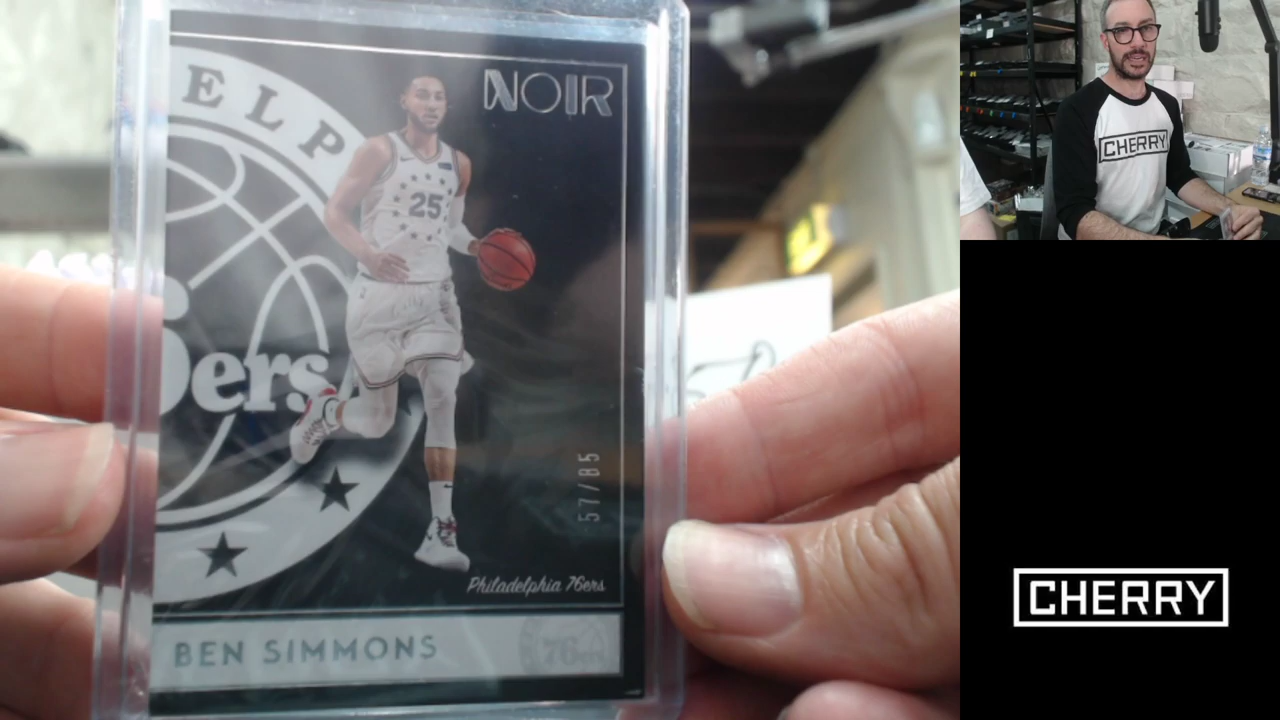 ELP
NOIR
25
6ers
57/85
Philadelphia 76ers
BEN SIMMONS
76ers
CHERRY
CHERRY